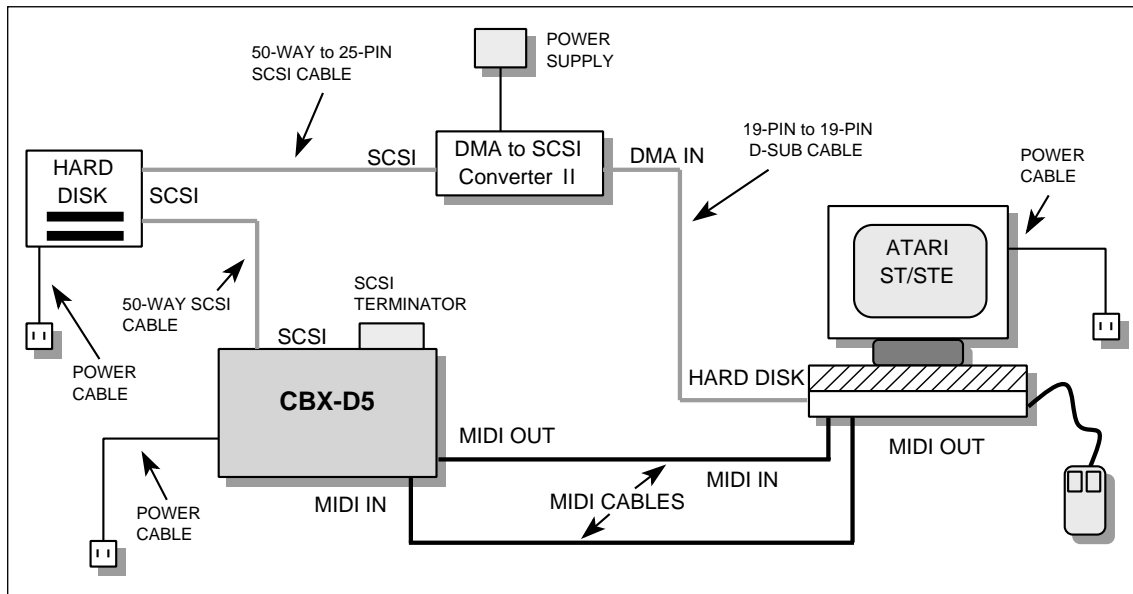 50-WAY to 25-PIN
SCSI CABLE
POWER
SUPPLY
19-PIN to 19-PIN
D-SUB CABLE
POWER
CABLE
HARD
DISK
SCSI
SCSI
DMA to SCSI
Converter II
DMA IN
ATARI
ST/STE
50-WAY SCSI
CABLE
SCSI
TERMINATOR
SCSI
POWER
CABLE
CBX-D5
HARD DISK
MIDI OUT
MIDI IN
MIDI OUT
MIDI IN
MIDI CABLES
POWER
CABLE